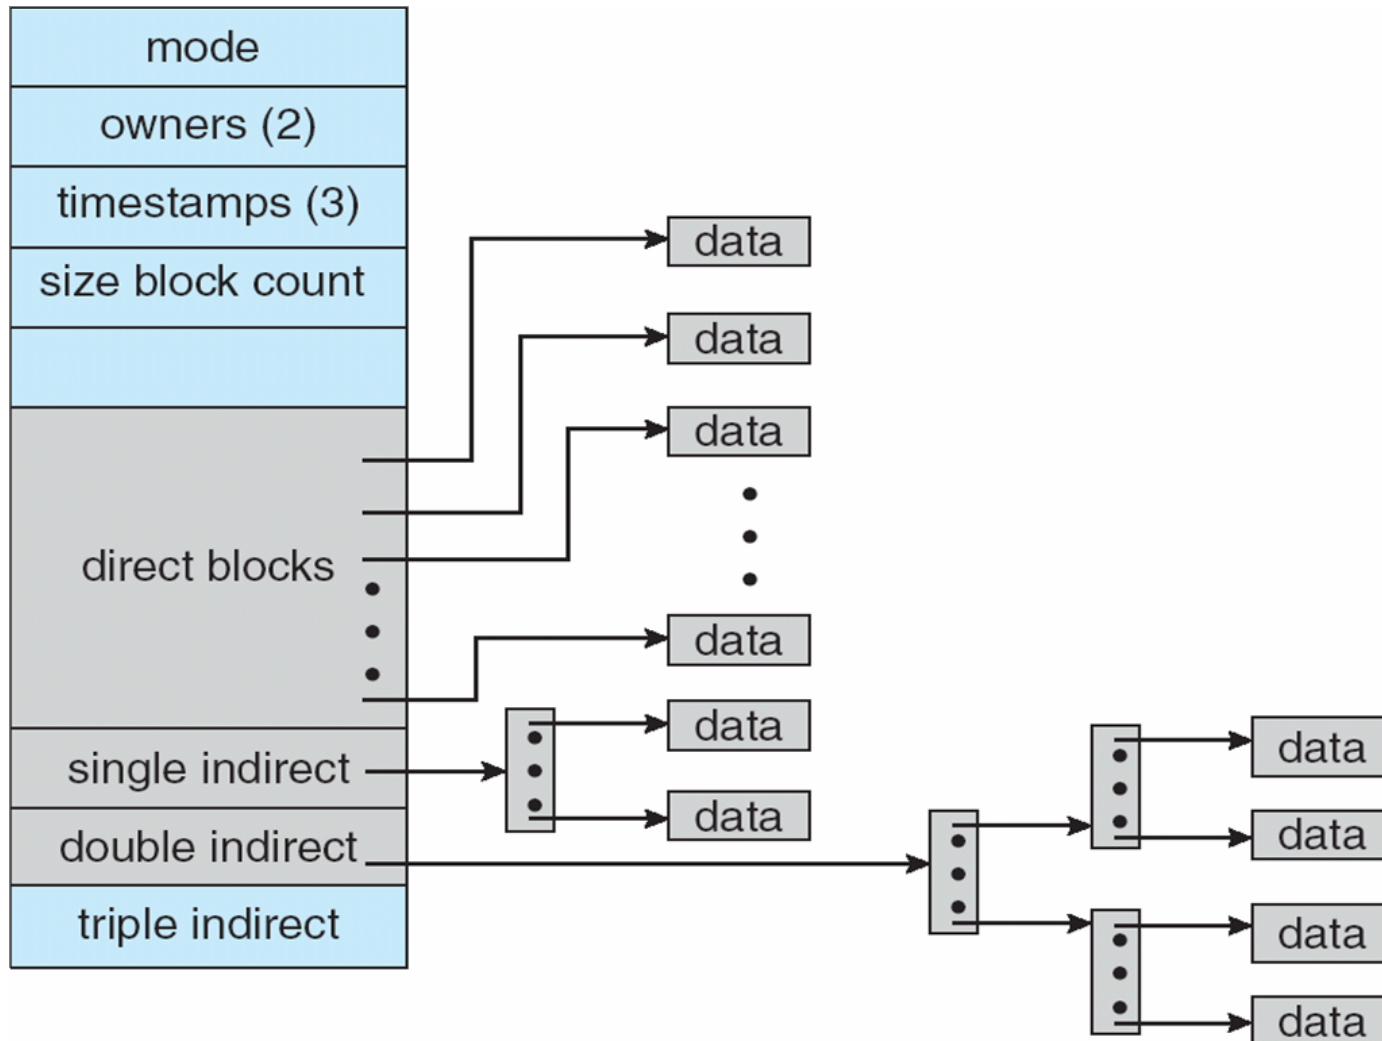 mode
owners (2)
timestamps (3)
size block count
direct blocks
single indirect
double indirect
triple indirect
data
data
data
data
data
data
data
data
data
data